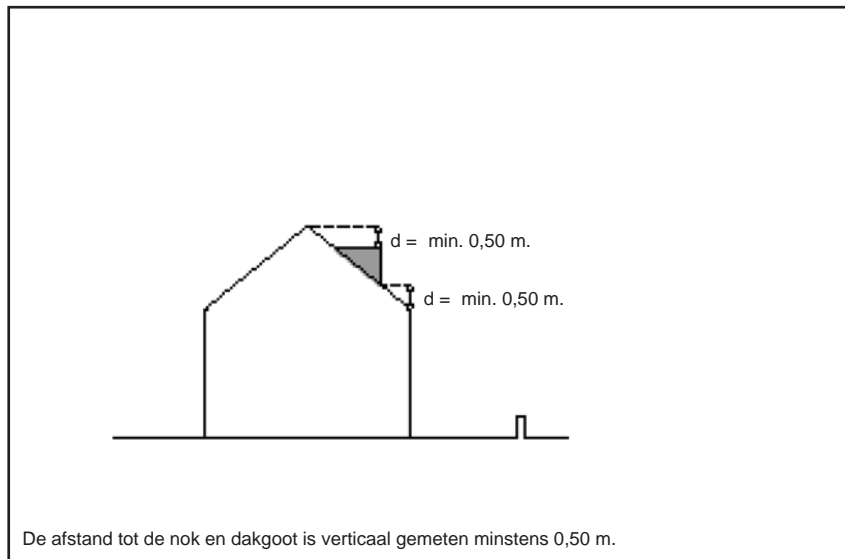 d = min. 0,50 m.
d = min. 0,50 m.
De afstand tot de nok en dakgoot is verticaal gemeten minstens 0,50 m.